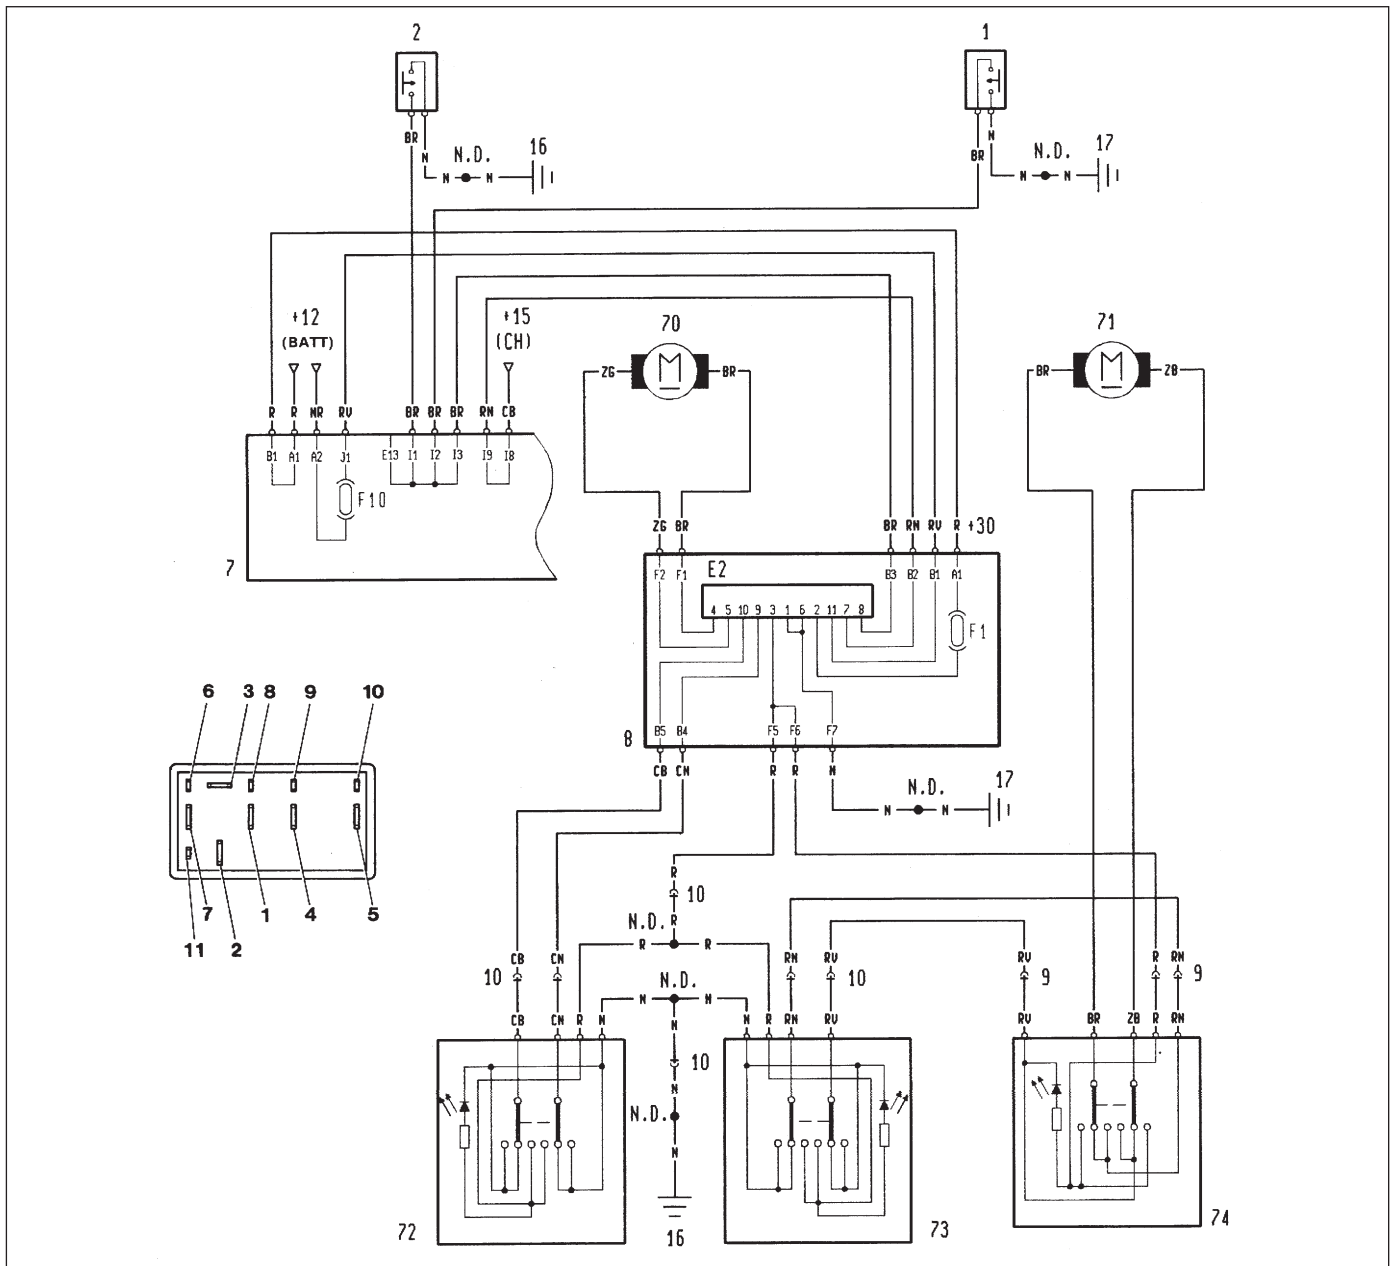 2 1
BR N N.D. N N 16
BR N N.D. N N 17
+12 (BATT) +15 (CH) 70 71
ZG BR BR ZB
R R NR RV BR BR BR RN CB
B1 A1 A2 J1 E13 I1 I2 I3 I9 I8
F10
7
ZG BR BR RN RV R +30
F2 F1 E2 B3 B2 B1 A1
4 5 10 9 3 1 6 2 11 7 8
F1
B5 B4 F5 F6 F7
8
CB CN R R N
N N.D. N 17
6 3 8 9 10
7 1 4 5
11 2
R 10
N.D. R
R R
CB CN RN RV RV R RN
10 10 9 9
N.D.
N N
CB CN R N N N R RN RV RV BR ZB R RN
10
N
N.D.
N
72 16 73 74